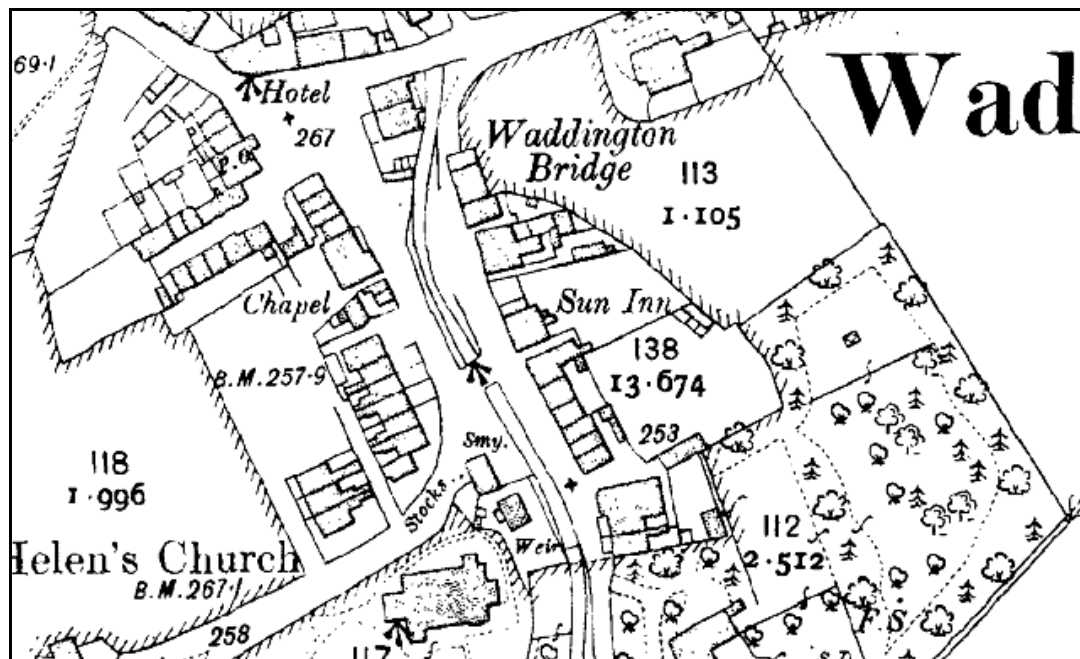 69·1
Hotel
267
P.O.
Wad
Waddington
Bridge
113
1·105
Chapel
Sun Inn
138
13·674
B.M. 257·9
253
Smy.
118
1·996
Stocks
Weir
112
2·512
Helen's Church
B.M. 267·1
258
117
F.S.